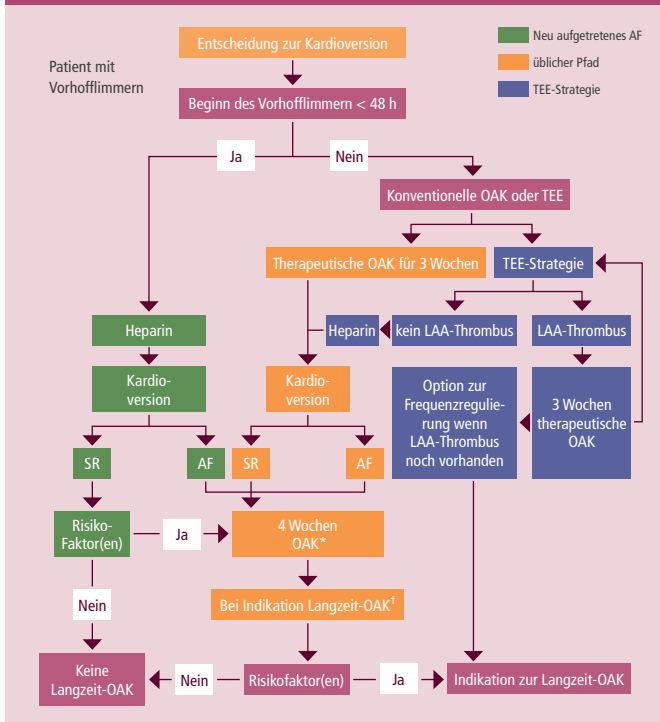 Entscheidung zur Kardioversion
Neu aufgetretenes AF
üblicher Pfad
TEE-Strategie
Patient mit
Vorhofflimmern
Beginn des Vorhofflimmern < 48 h
Ja
Nein
Konventionelle OAK oder TEE
Therapeutische OAK für 3 Wochen
TEE-Strategie
Heparin
Heparin
kein LAA-Thrombus
LAA-Thrombus
Kardio-
version
Kardio-
version
Option zur
Frequenzregulie-
rung wenn
LAA-Thrombus
noch vorhanden
3 Wochen
therapeutische
OAK
SR
AF
SR
AF
Risiko-
Faktor(en)
Ja
4 Wochen
OAK*
Nein
Bei Indikation Langzeit-OAK†
Keine
Langzeit-OAK
Nein
Risikofaktor(en)
Ja
Indikation zur Langzeit-OAK